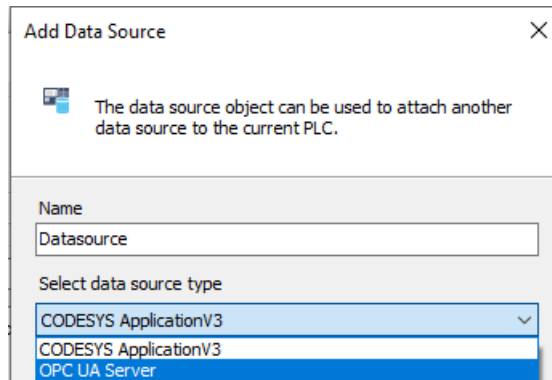 Add Data Source
The data source object can be used to attach another
data source to the current PLC.
Name
Datasource
Select data source type
CODESYS ApplicationV3
CODESYS ApplicationV3
OPC UA Server